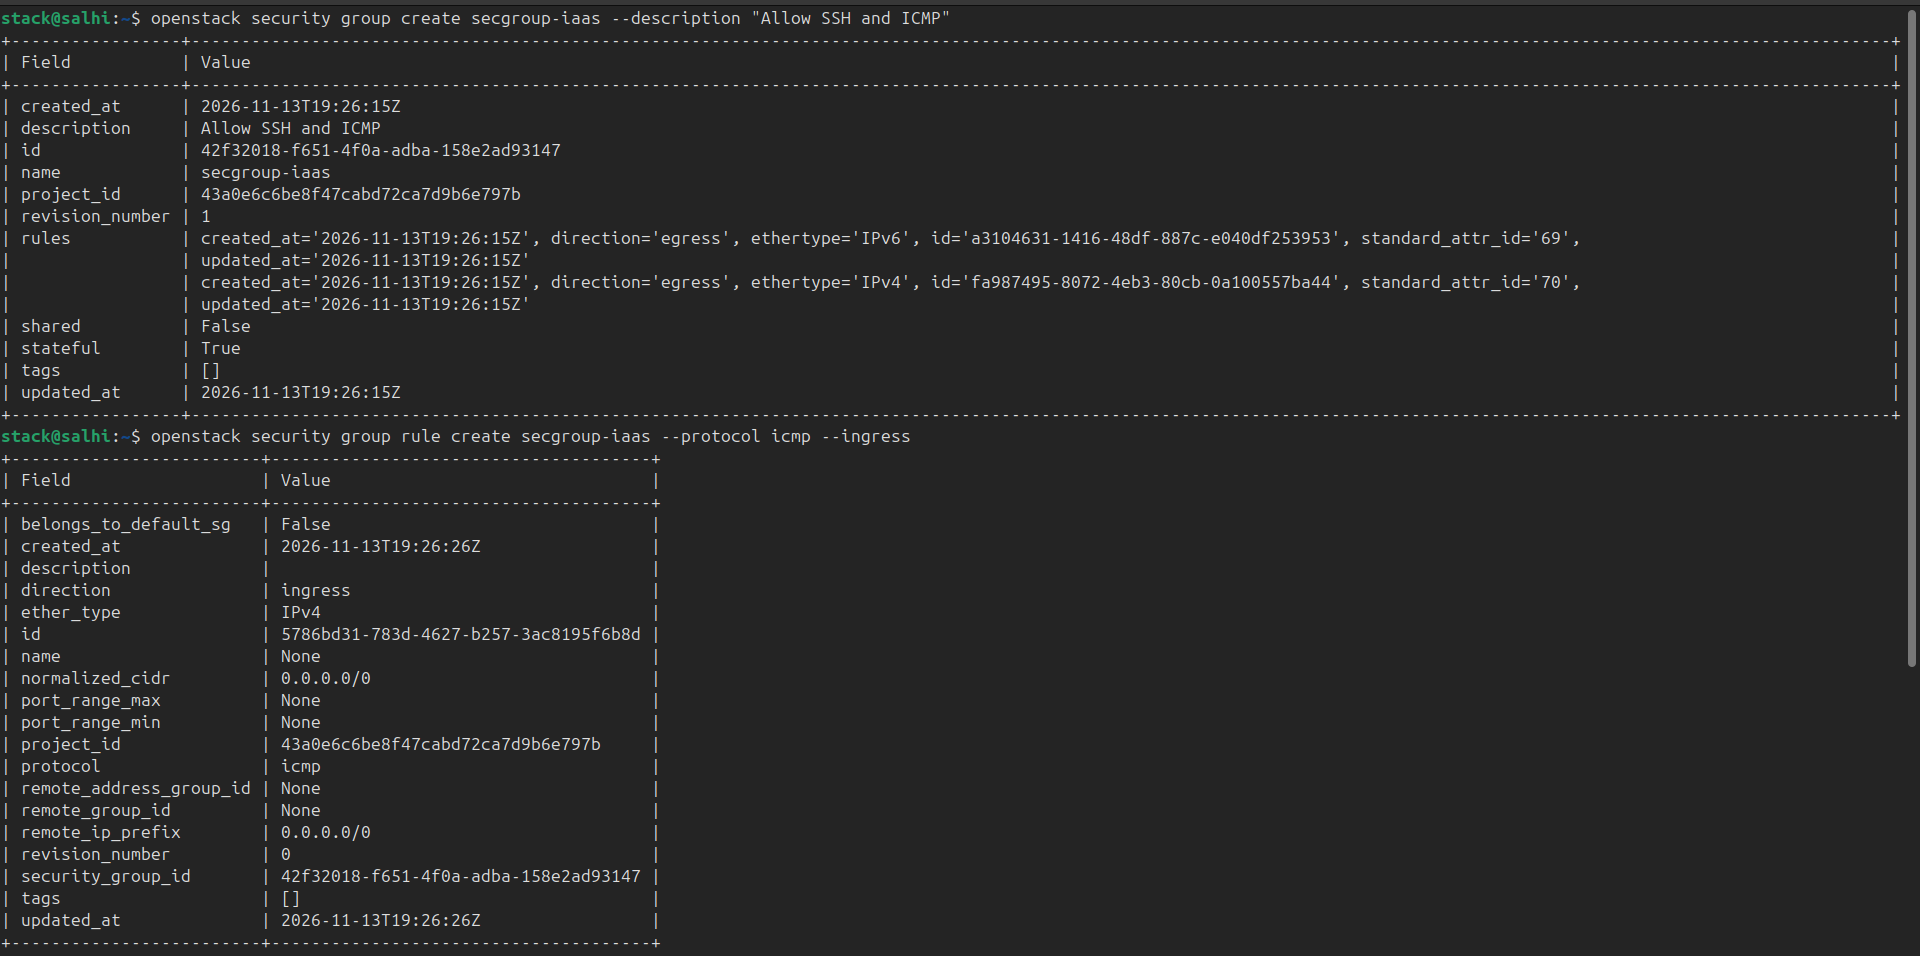 stack@salhi:~$ openstack security group create secgroup-iaas --description "Allow SSH and ICMP"
+-----------------+--------------------------------------------------------------------------------------------------------------------------------------------------------------------------+
| Field           | Value                                                                                                                                                                    |
+-----------------+--------------------------------------------------------------------------------------------------------------------------------------------------------------------------+
| created_at      | 2026-11-13T19:26:15Z                                                                                                                                                     |
| description     | Allow SSH and ICMP                                                                                                                                                       |
| id              | 42f32018-f651-4f0a-adba-158e2ad93147                                                                                                                                     |
| name            | secgroup-iaas                                                                                                                                                            |
| project_id      | 43a0e6c6be8f47cabd72ca7d9b6e797b                                                                                                                                         |
| revision_number | 1                                                                                                                                                                        |
| rules           | created_at='2026-11-13T19:26:15Z', direction='egress', ethertype='IPv6', id='a3104631-1416-48df-887c-e040df253953', standard_attr_id='69',                               |
|                 | updated_at='2026-11-13T19:26:15Z'                                                                                                                                        |
|                 | created_at='2026-11-13T19:26:15Z', direction='egress', ethertype='IPv4', id='fa987495-8072-4eb3-80cb-0a100557ba44', standard_attr_id='70',                               |
|                 | updated_at='2026-11-13T19:26:15Z'                                                                                                                                        |
| shared          | False                                                                                                                                                                    |
| stateful        | True                                                                                                                                                                     |
| tags            | []                                                                                                                                                                       |
| updated_at      | 2026-11-13T19:26:15Z                                                                                                                                                     |
+-----------------+--------------------------------------------------------------------------------------------------------------------------------------------------------------------------+
stack@salhi:~$ openstack security group rule create secgroup-iaas --protocol icmp --ingress
+-------------------------+--------------------------------------+
| Field                   | Value                                |
+-------------------------+--------------------------------------+
| belongs_to_default_sg   | False                                |
| created_at              | 2026-11-13T19:26:26Z                 |
| description             |                                      |
| direction               | ingress                              |
| ether_type              | IPv4                                 |
| id                      | 5786bd31-783d-4627-b257-3ac8195f6b8d |
| name                    | None                                 |
| normalized_cidr         | 0.0.0.0/0                            |
| port_range_max          | None                                 |
| port_range_min          | None                                 |
| project_id              | 43a0e6c6be8f47cabd72ca7d9b6e797b     |
| protocol                | icmp                                 |
| remote_address_group_id | None                                 |
| remote_group_id         | None                                 |
| remote_ip_prefix        | 0.0.0.0/0                            |
| revision_number         | 0                                    |
| security_group_id       | 42f32018-f651-4f0a-adba-158e2ad93147 |
| tags                    | []                                   |
| updated_at              | 2026-11-13T19:26:26Z                 |
+-------------------------+--------------------------------------+